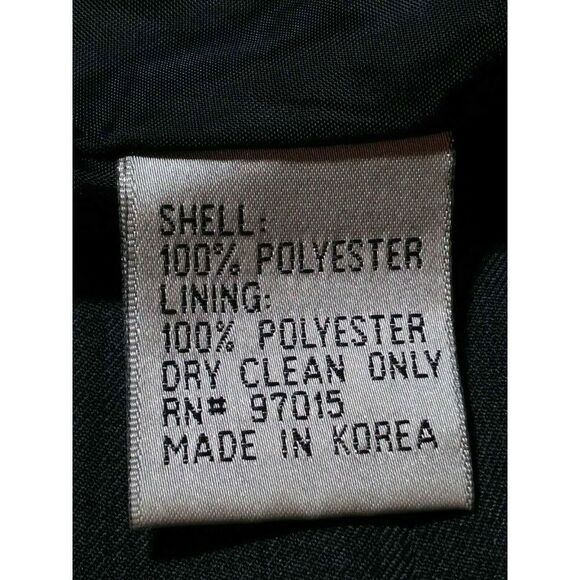 SHELL:
100% POLYESTER
LINING:
100% POLYESTER
DRY CLEAN ONLY
RN# 97015
MADE IN KOREA